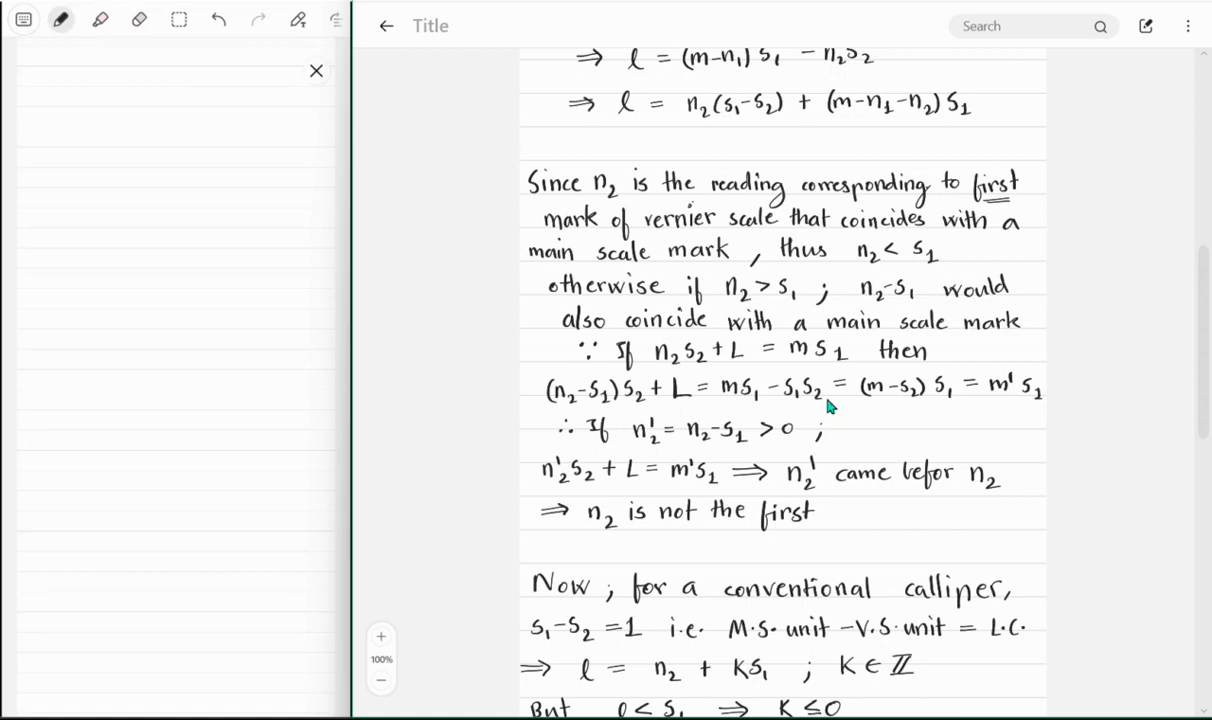 Title
Search
⇒ l = (m-n₁) s₁ - n₂s₂
⇒ l = n₂(s₁-s₂) + (m-n₁-n₂) s₁
Since n₂ is the reading corresponding to first
mark of vernier scale that coincides with a
main scale mark , thus n₂ < s₁
otherwise if n₂ > s₁ ; n₂-s₁ would
also coincide with a main scale mark
∵ If n₂s₂ + L = ms₁ then
(n₂-s₁)s₂ + L = ms₁ - s₁s₂ = (m-s₂) s₁ = m's₁
∴ If n₂' = n₂-s₁ > 0 ;
n₂'s₂ + L = m's₁ ⟹ n₂' came befor n₂
⇒ n₂ is not the first
Now ; for a conventional calliper,
s₁-s₂ = 1 i.e. M.S. unit - V.S. unit = L.C.
⇒ l = n₂ + Ks₁ ; K ∈ ℤ
But l < s₁ ⇒ K ≤ 0
100%